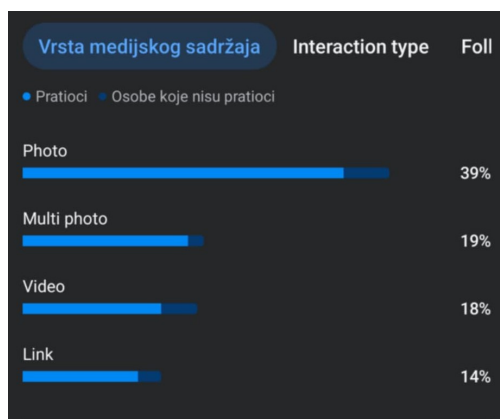 Vrsta medijskog sadržaja Interaction type Foll
Pratioci Osobe koje nisu pratioci
Photo
39%
Multi photo
19%
Video
18%
Link
14%